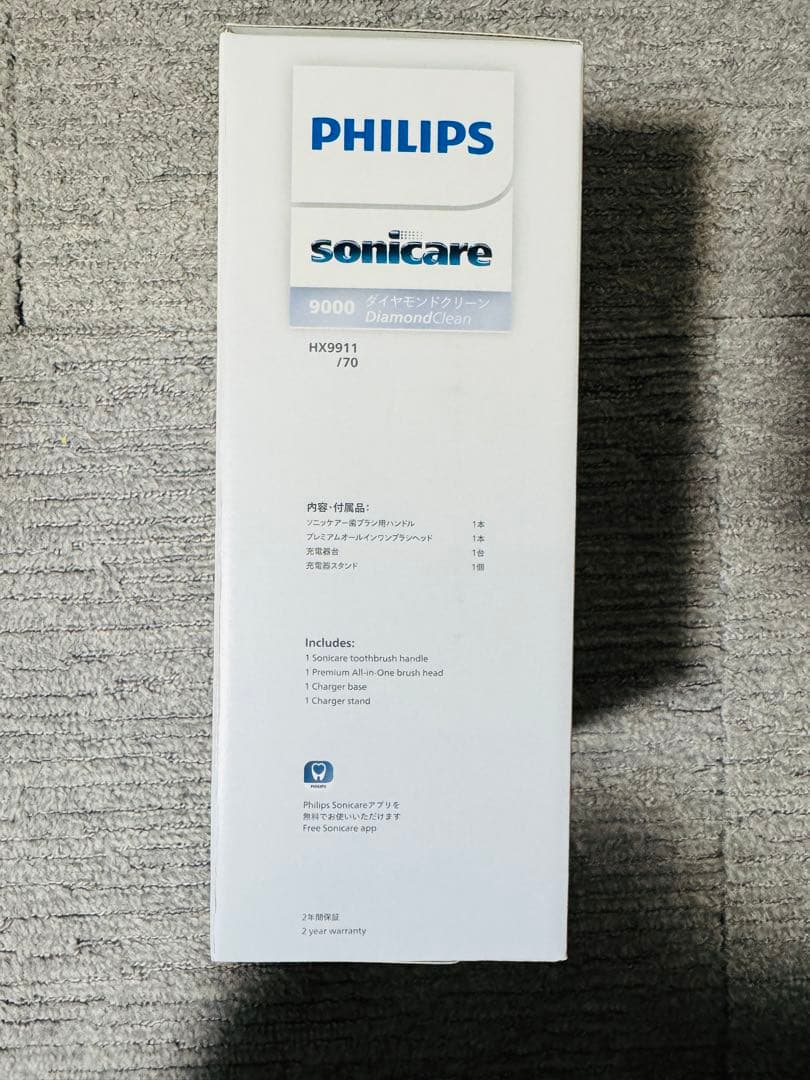 PHILIPS
sonicare
9000 ダイヤモンドクリーン
DiamondClean
HX9911
/70
内容・付属品:
ソニッケアー歯ブラシ用ハンドル 1本
プレミアムオールインワンブラシヘッド 1本
充電器台 1台
充電器スタンド 1個
Includes:
1 Sonicare toothbrush handle
1 Premium All-in-One brush head
1 Charger base
1 Charger stand
PHILIPS
Philips Sonicareアプリを
無料でお使いいただけます
Free Sonicare app
2年間保証
2 year warranty